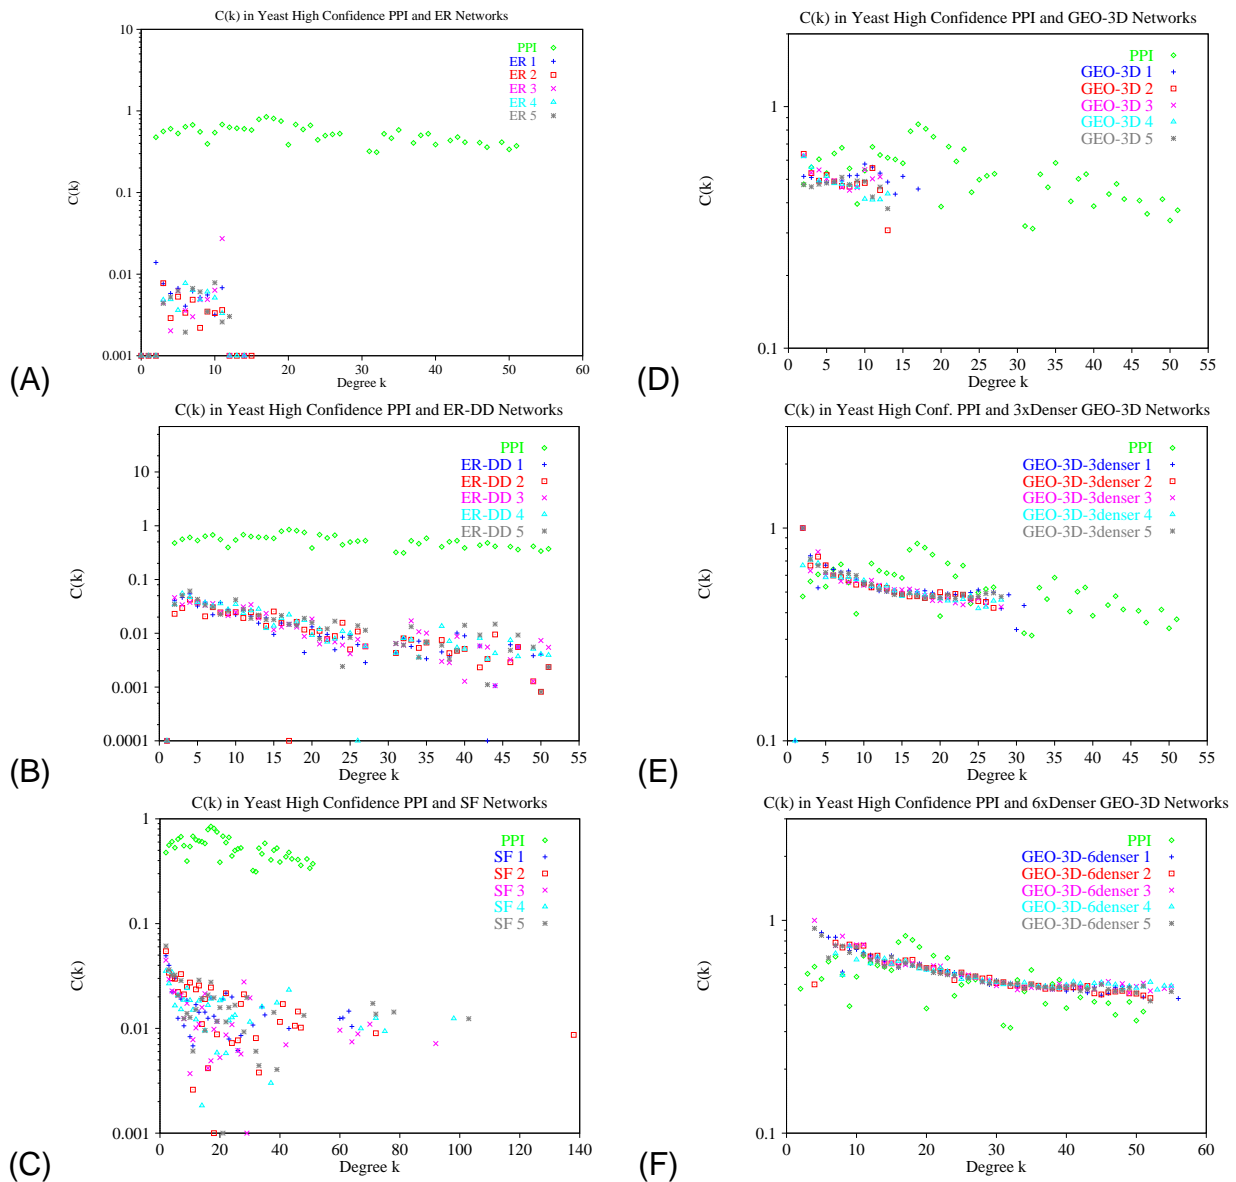 C(k) in Yeast High Confidence PPI and ER Networks
10
1
0.1
0.01
0.001
C(k)
PPI
ER 1
ER 2
ER 3
ER 4
ER 5
0
10
20
30
40
50
60
Degree k
(A)
C(k) in Yeast High Confidence PPI and ER-DD Networks
10
1
0.1
0.01
0.001
0.0001
C(k)
PPI
ER-DD 1
ER-DD 2
ER-DD 3
ER-DD 4
ER-DD 5
0
5
10
15
20
25
30
35
40
45
50
55
Degree k
(B)
C(k) in Yeast High Confidence PPI and SF Networks
1
0.1
0.01
0.001
C(k)
PPI
SF 1
SF 2
SF 3
SF 4
SF 5
0
20
40
60
80
100
120
140
Degree k
(C)
C(k) in Yeast High Confidence PPI and GEO-3D Networks
1
0.1
C(k)
PPI
GEO-3D 1
GEO-3D 2
GEO-3D 3
GEO-3D 4
GEO-3D 5
0
5
10
15
20
25
30
35
40
45
50
55
Degree k
(D)
C(k) in Yeast High Conf. PPI and 3xDenser GEO-3D Networks
1
0.1
C(k)
PPI
GEO-3D-3denser 1
GEO-3D-3denser 2
GEO-3D-3denser 3
GEO-3D-3denser 4
GEO-3D-3denser 5
0
5
10
15
20
25
30
35
40
45
50
55
Degree k
(E)
C(k) in Yeast High Confidence PPI and 6xDenser GEO-3D Networks
1
0.1
C(k)
PPI
GEO-3D-6denser 1
GEO-3D-6denser 2
GEO-3D-6denser 3
GEO-3D-6denser 4
GEO-3D-6denser 5
0
10
20
30
40
50
60
Degree k
(F)